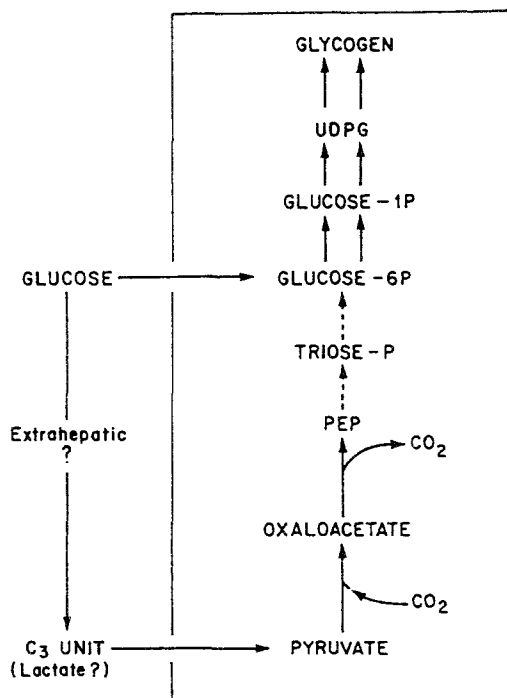 GLYCOGEN
UDPG
GLUCOSE-1P
GLUCOSE
GLUCOSE-6P
TRIOSE-P
Extrahepatic
?
PEP
CO₂
OXALOACETATE
CO₂
C₃ UNIT
(Lactate?)
PYRUVATE